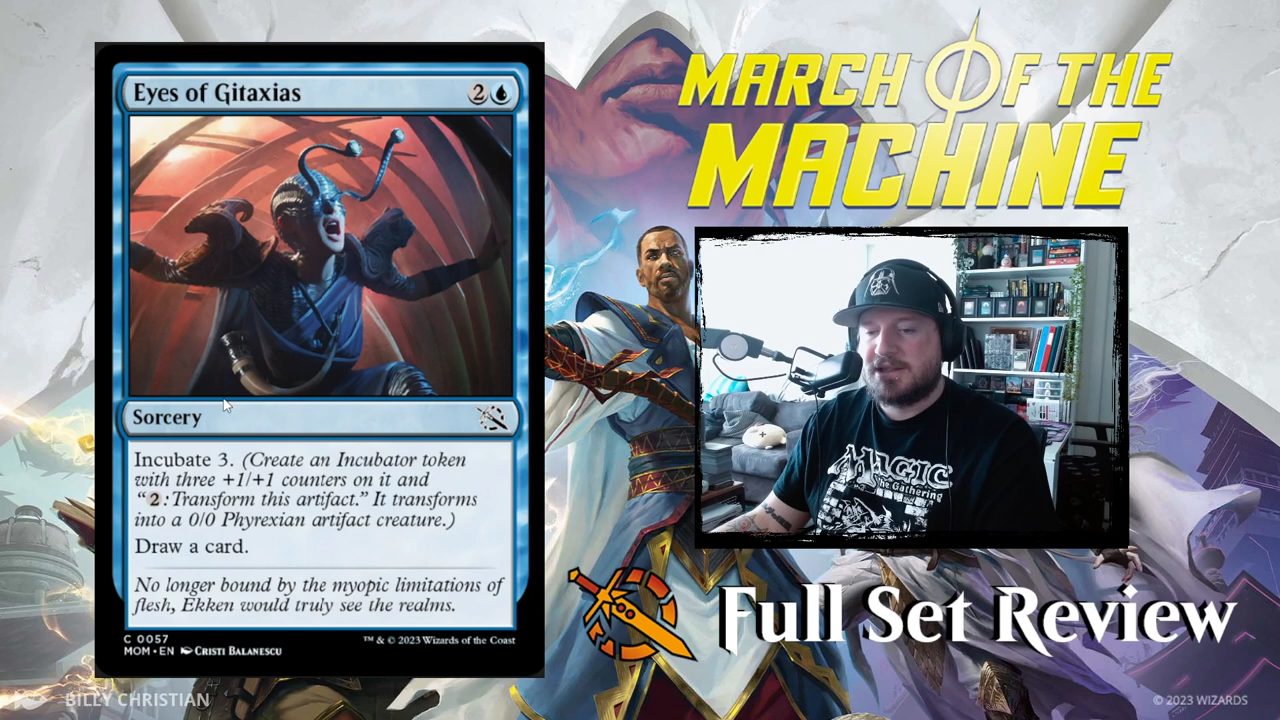 Eyes of Gitaxias 2
Sorcery
Incubate 3. (Create an Incubator token
with three +1/+1 counters on it and
“2: Transform this artifact.” It transforms
into a 0/0 Phyrexian artifact creature.)
Draw a card.
No longer bound by the myopic limitations of
flesh, Ekken would truly see the realms.
C 0057
MOM • EN CRISTI BALANESCU
™ & © 2023 Wizards of the Coast
MARCH OF THE
MACHINE
MAGIC
The Gathering
Full Set Review
BILLY CHRISTIAN
© 2023 WIZARDS